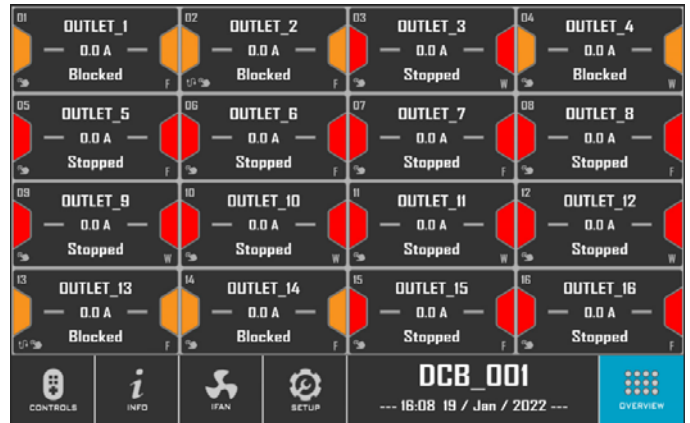 01 OUTLET_1
0.0 A
Blocked
F
02 OUTLET_2
0.0 A
Blocked
F
03 OUTLET_3
0.0 A
Stopped
W
04 OUTLET_4
0.0 A
Blocked
W
05 OUTLET_5
0.0 A
Stopped
F
06 OUTLET_6
0.0 A
Stopped
F
07 OUTLET_7
0.0 A
Stopped
F
08 OUTLET_8
0.0 A
Stopped
F
09 OUTLET_9
0.0 A
Stopped
W
10 OUTLET_10
0.0 A
Stopped
W
11 OUTLET_11
0.0 A
Stopped
W
12 OUTLET_12
0.0 A
Stopped
W
13 OUTLET_13
0.0 A
Blocked
F
14 OUTLET_14
0.0 A
Blocked
F
15 OUTLET_15
0.0 A
Stopped
F
16 OUTLET_16
0.0 A
Stopped
F
CONTROLS
i
INFO
IFAN
SETUP
DCB_001
--- 16:08 19 / Jan / 2022 ---
OVERVIEW